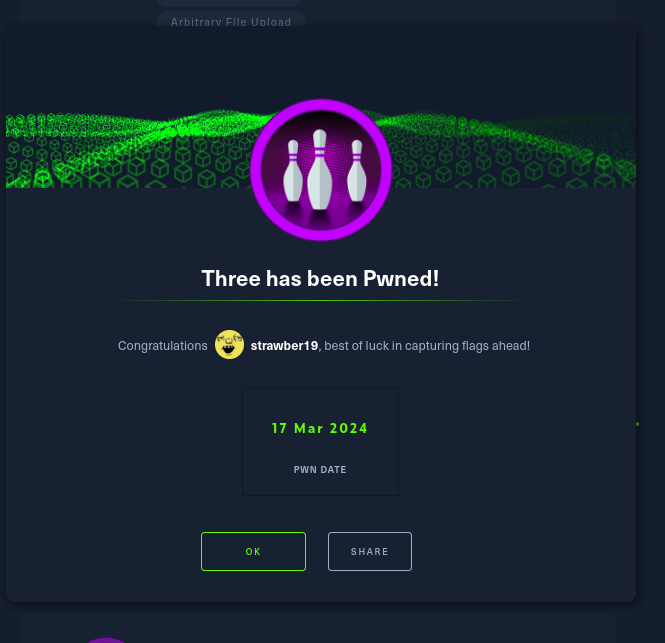 Arbitrary File Upload
Three has been Pwned!
Congratulations strawber19, best of luck in capturing flags ahead!
17 Mar 2024
PWN DATE
OK
SHARE